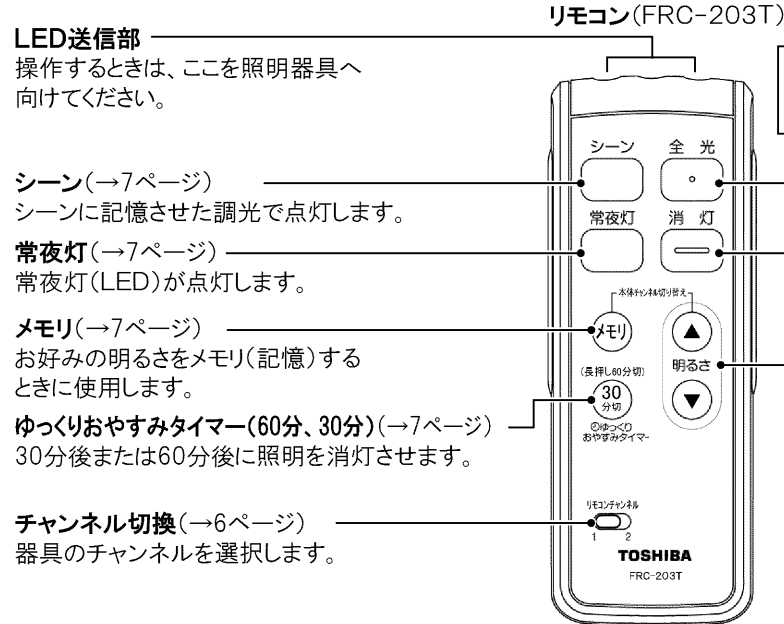 リモコン(FRC-203T)
LED送信部
操作するときは、ここを照明器具へ
向けてください。
シーン(→7ページ)
シーンに記憶させた調光で点灯します。
常夜灯(→7ページ)
常夜灯(LED)が点灯します。
メモリ(→7ページ)
お好みの明るさをメモリ(記憶)する
ときに使用します。
ゆっくりおやすみタイマー(60分、30分)(→7ページ)
30分後または60分後に照明を消灯させます。
チャンネル切換(→6ページ)
器具のチャンネルを選択します。
シーン
全 光
常夜灯
消 灯
本体チャンネル切り替え
メモリ
▲
明るさ
▼
(長押し60分切)
30
分切
ゆっくり
おやすみタイマー
リモコンチャンネル
1 2
TOSHIBA
FRC-203T